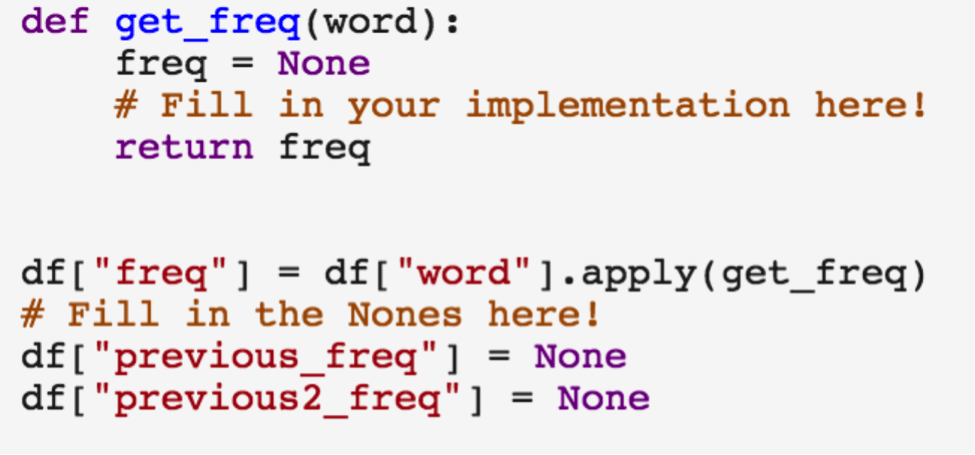 def get_freq(word):
    freq = None
    # Fill in your implementation here!
    return freq
df["freq"] = df["word"].apply(get_freq)
# Fill in the Nones here!
df["previous_freq"] = None
df["previous2_freq"] = None